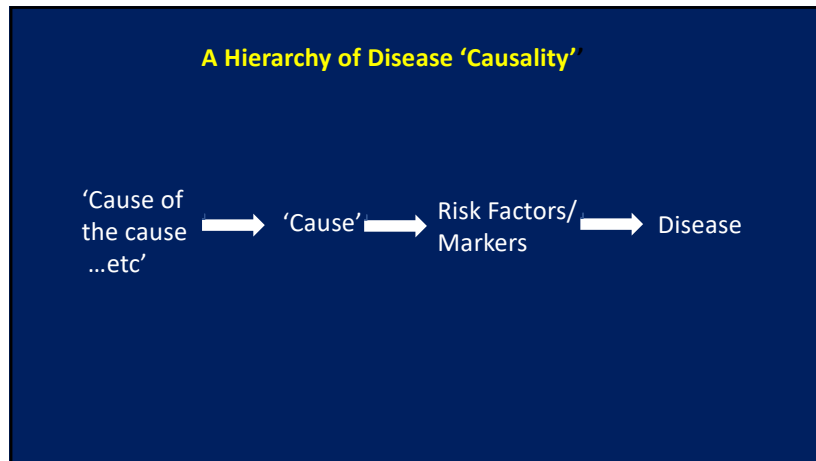 A Hierarchy of Disease ‘Causality’’
‘Cause of
the cause
…etc’
‘Cause’
Risk Factors/
Markers
Disease